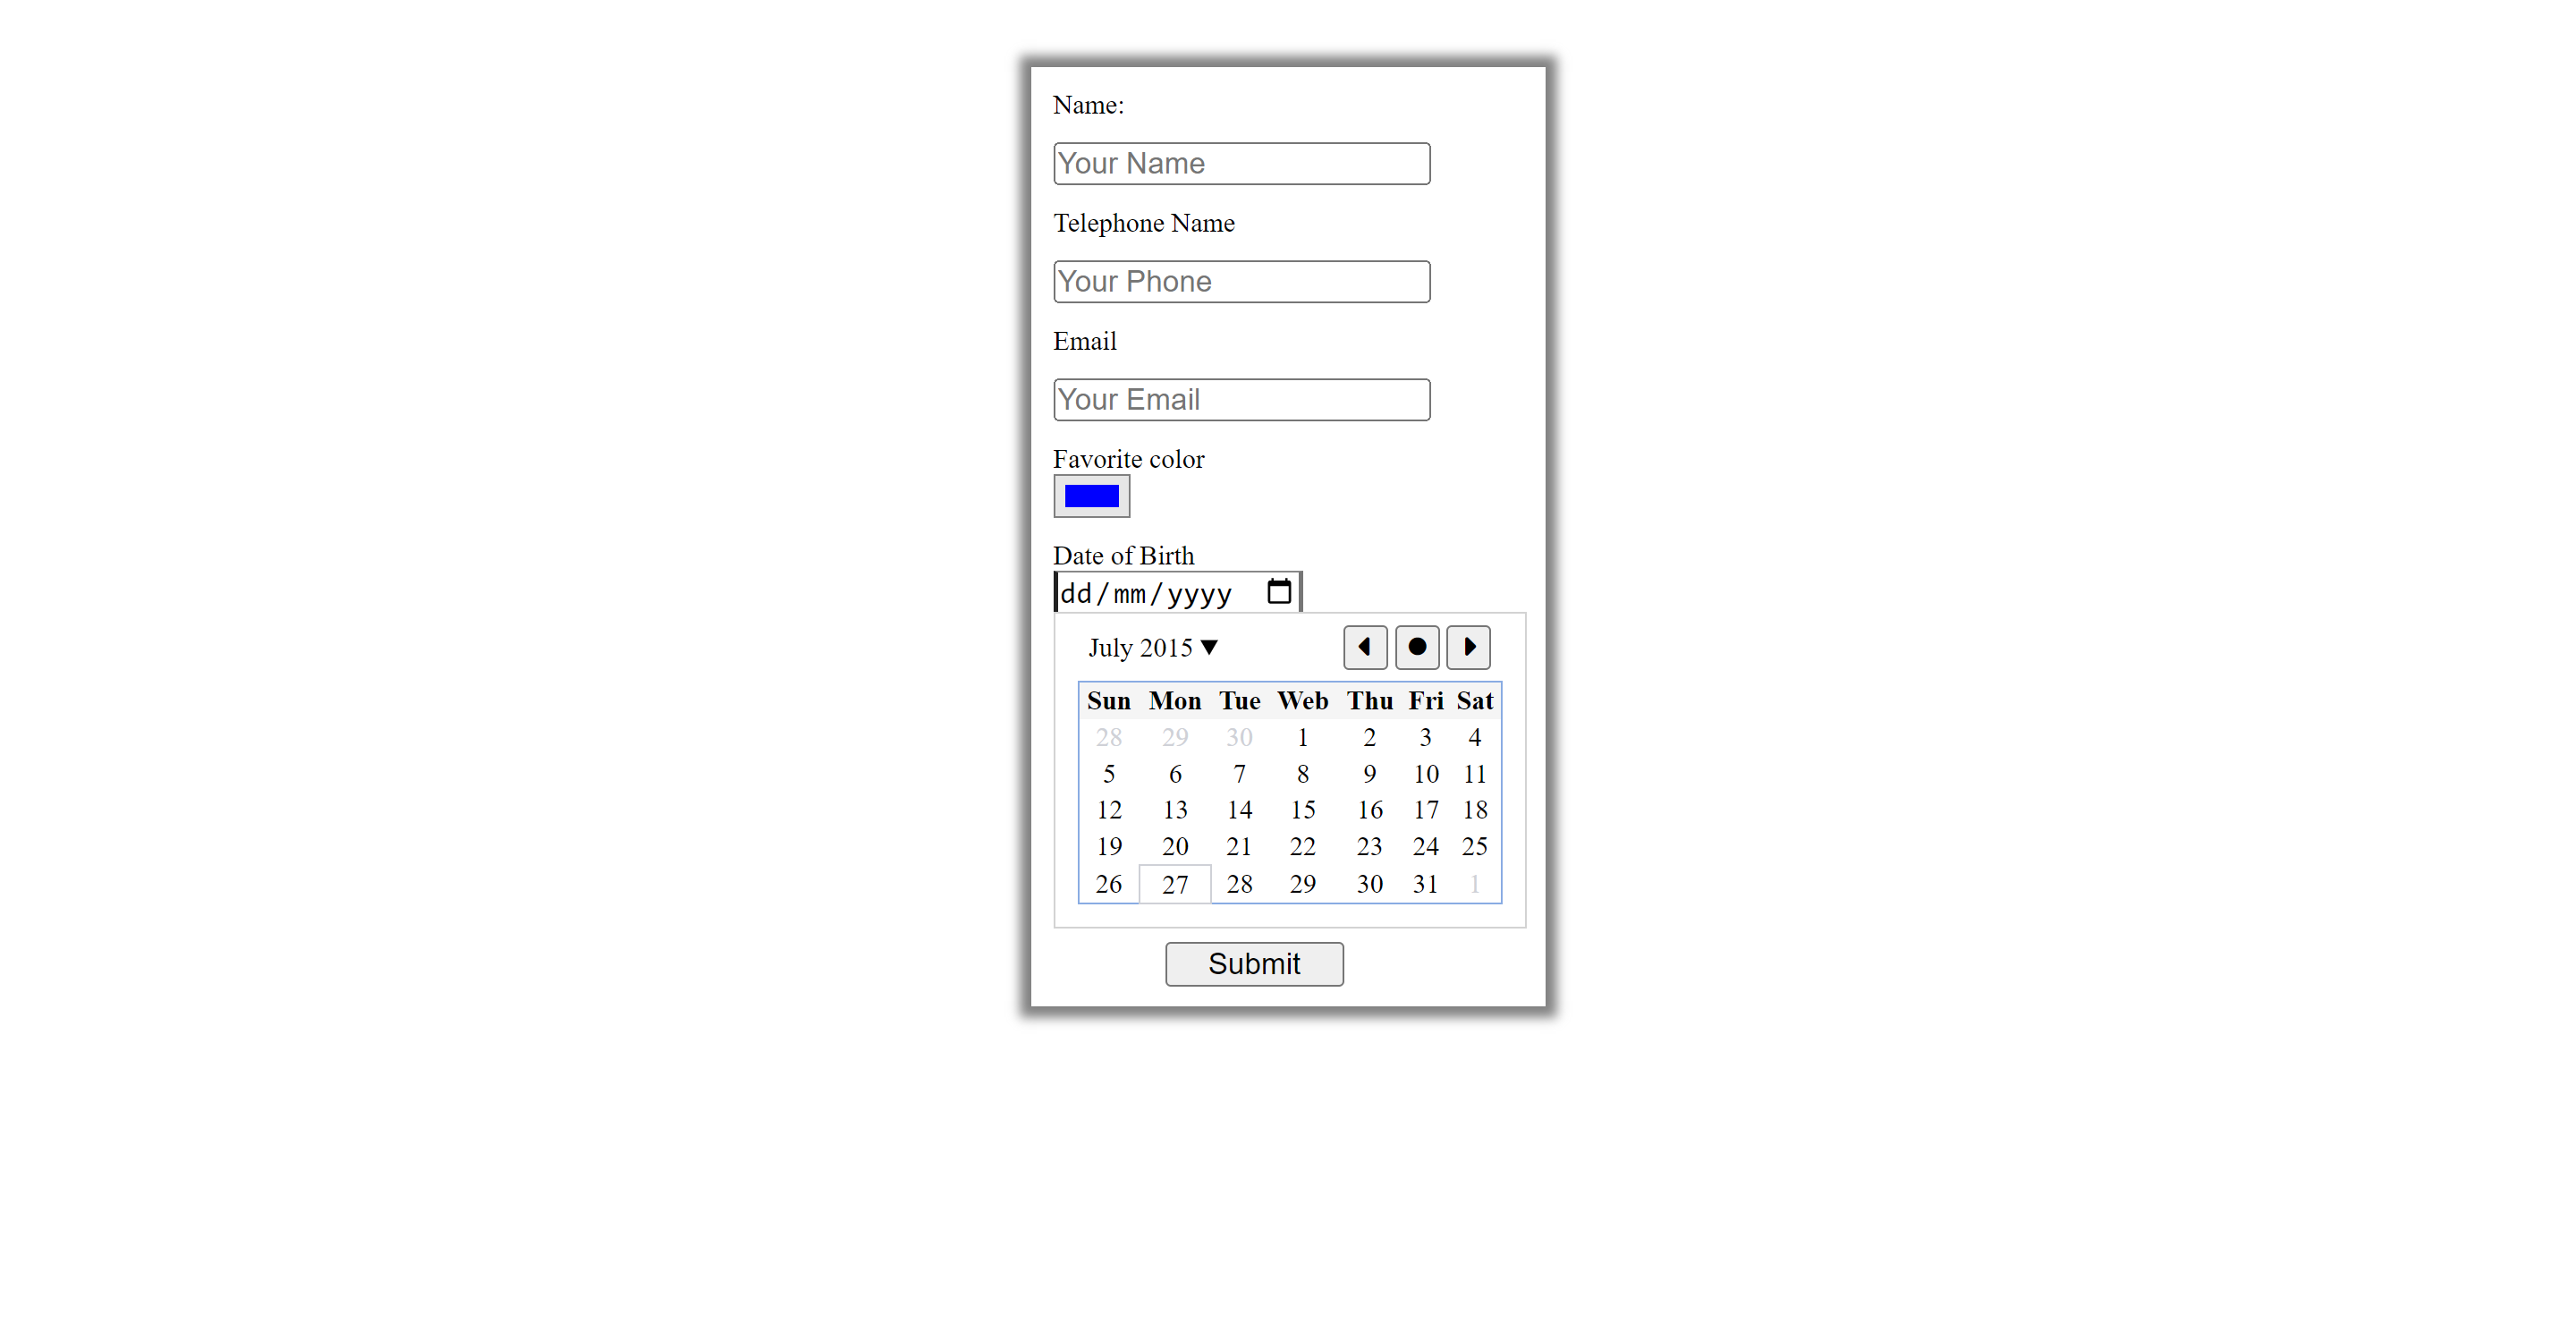 Name:
Your Name
Telephone Name
Your Phone
Email
Your Email
Favorite color
Date of Birth
dd/mm/yyyy
July 2015
Sun Mon Tue Web Thu Fri Sat
28 29 30 1 2 3 4
5 6 7 8 9 10 11
12 13 14 15 16 17 18
19 20 21 22 23 24 25
26 27 28 29 30 31 1
Submit